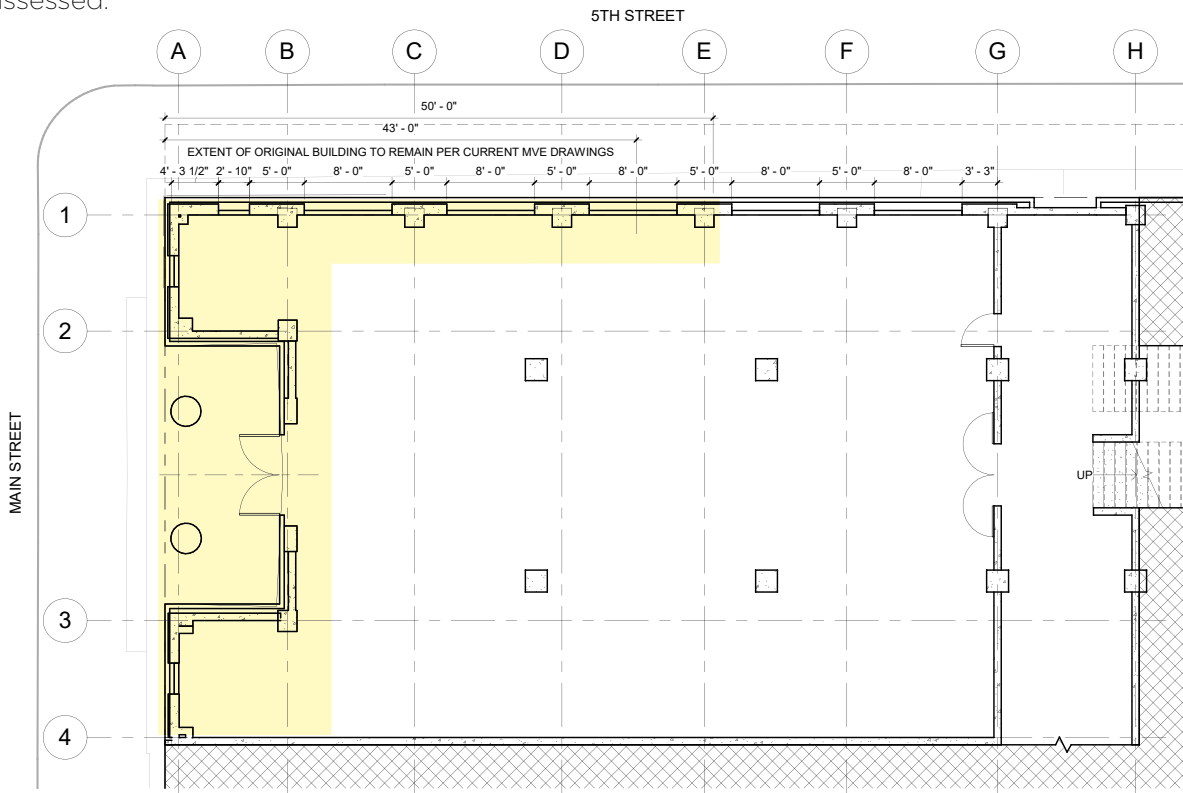 assessed.
5TH STREET
A B C D E F G H
50' - 0"
43' - 0"
EXTENT OF ORIGINAL BUILDING TO REMAIN PER CURRENT MVE DRAWINGS
4' - 3 1/2" 2' - 10" 5' - 0" 8' - 0" 5' - 0" 8' - 0" 5' - 0" 8' - 0" 5' - 0" 8' - 0" 5' - 0" 8' - 0" 3' - 3"
1
2
MAIN STREET
UP
3
4